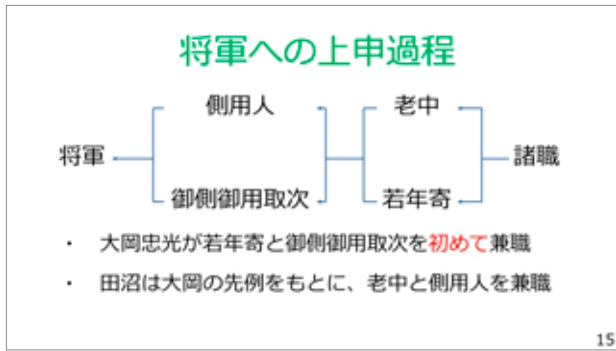 将軍への上申過程
側用人
老中
将軍
諸職
御側御用取次
若年寄
・ 大岡忠光が若年寄と御側御用取次を初めて兼職
・ 田沼は大岡の先例をもとに、老中と側用人を兼職
15